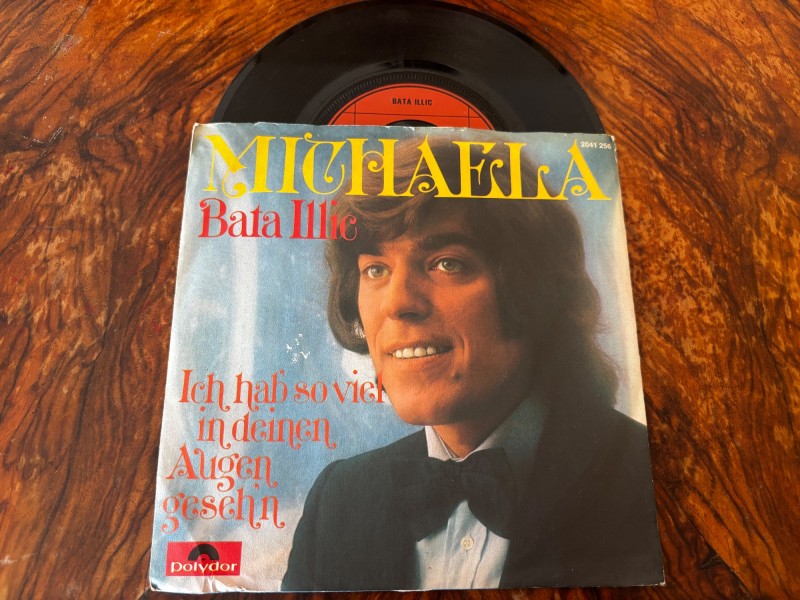 BATA ILLIC
MICHAELA
2041 256
Bata Illic
Ich hab so viel
in deinen
Augen
gesehn
Polydor